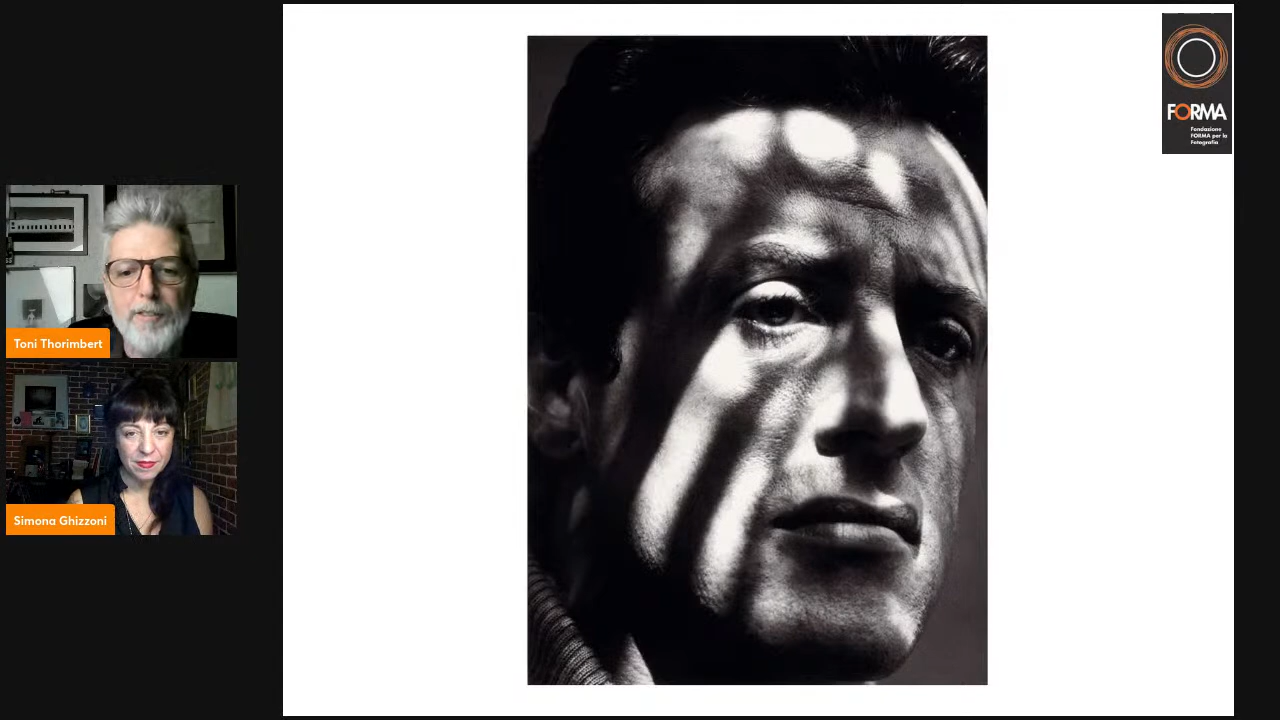 FORMA
Fondazione
FORMA per la
Fotografia
Toni Thorimbert
Simona Ghizzoni